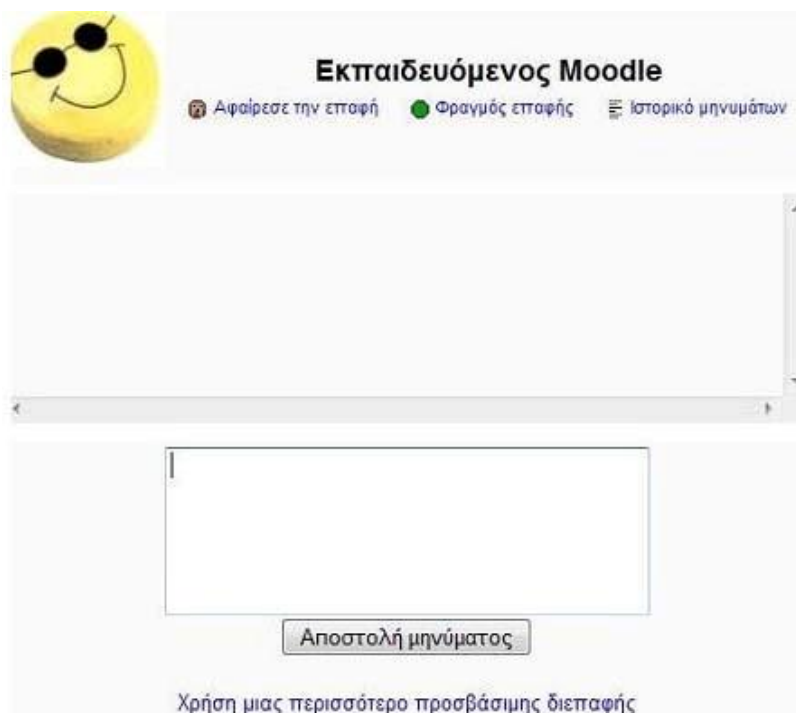 Εκπαιδευόμενος Moodle
Αφαίρεσε την επαφή Φραγμός επαφής Ιστορικό μηνυμάτων
Αποστολή μηνύματος
Χρήση μιας περισσότερο προσβάσιμης διεπαφής